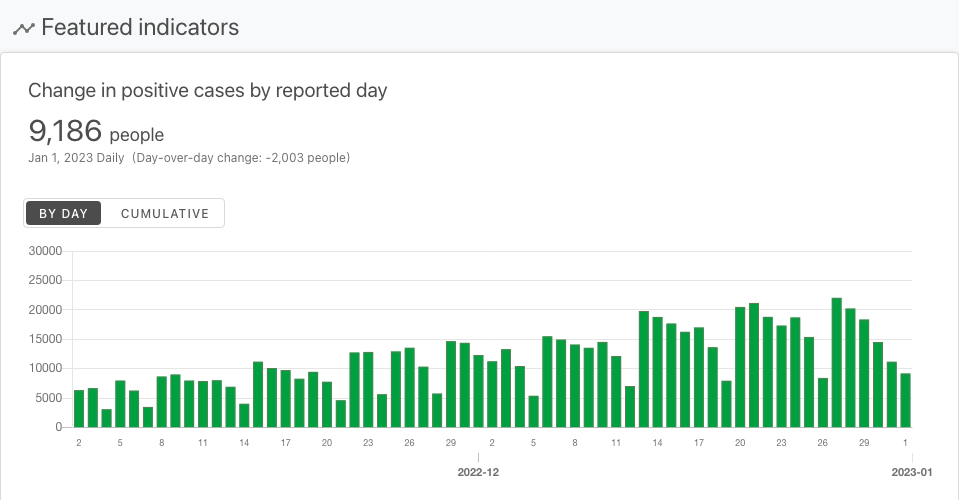 Featured indicators
Change in positive cases by reported day
9,186 people
Jan 1, 2023 Daily (Day-over-day change: -2,003 people)
BY DAY CUMULATIVE
30000
25000
20000
15000
10000
5000
0
2 5 8 11 14 17 20 23 26 29 2 5 8 11 14 17 20 23 26 29 1
2022-12 2023-01